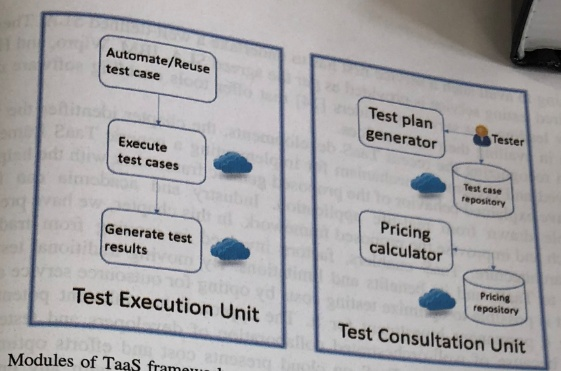 Automate/Reuse
test case
Execute
test cases
Generate test
results
Test Execution Unit
Test plan
generator
Tester
Test case
repository
Pricing
calculator
Pricing
repository
Test Consultation Unit
Modules of TaaS framework